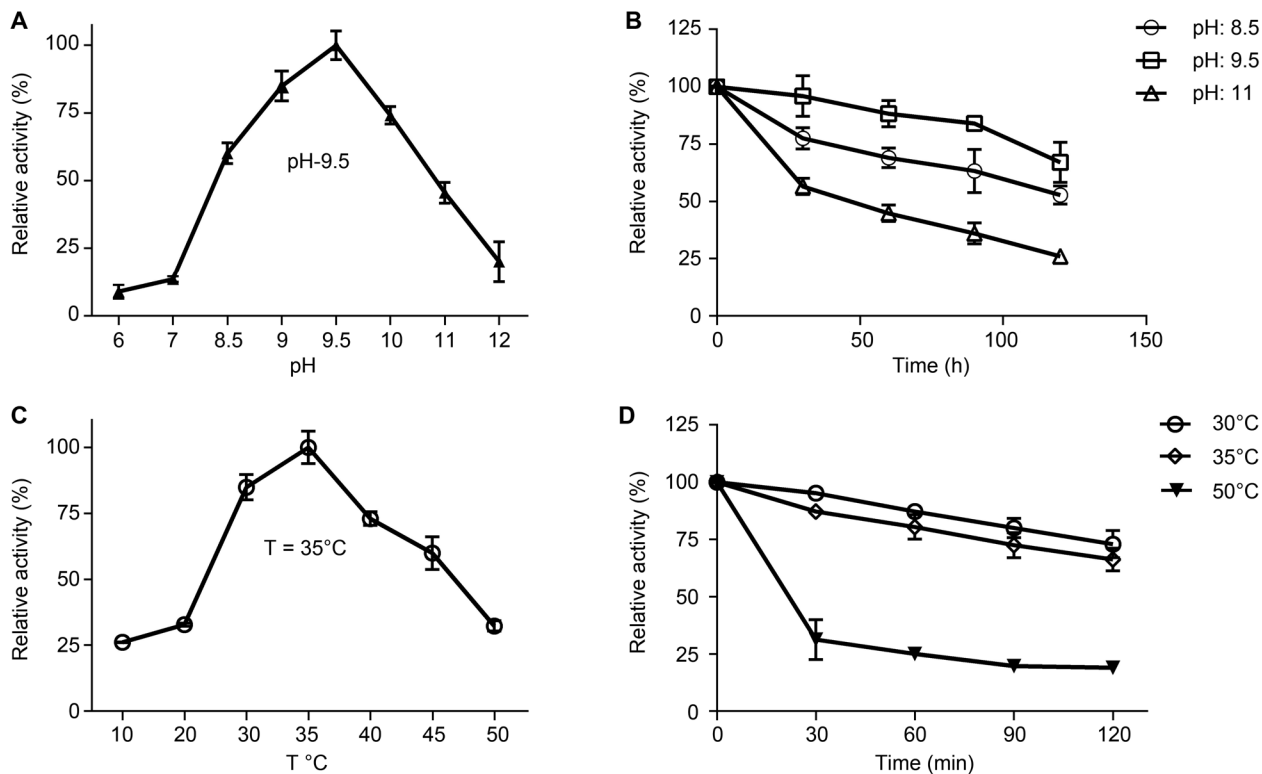 A
Relative activity (%)
100
75
50
25
0
pH-9.5
6 7 8.5 9 9.5 10 11 12
pH
B
Relative activity (%)
125
100
75
50
25
0
0 50 100 150
Time (h)
pH: 8.5
pH: 9.5
pH: 11
C
Relative activity (%)
100
75
50
25
0
T = 35°C
10 20 30 35 40 45 50
T °C
D
Relative activity (%)
125
100
75
50
25
0
0 30 60 90 120
Time (min)
30°C
35°C
50°C